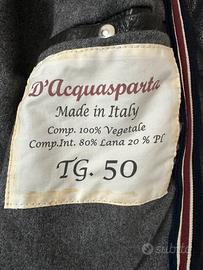 D'Acquasparta
Made in Italy
Comp. 100% Vegetale
Comp.Int. 80% Lana 20 % Pl
TG. 50
subito